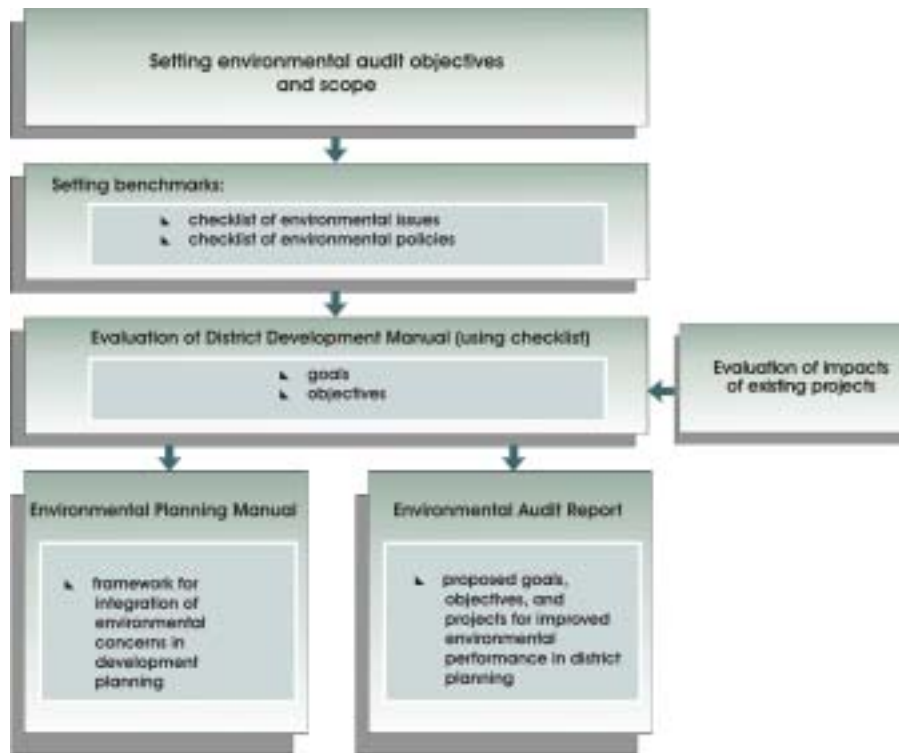 Setting environmental audit objectives
and scope
Setting benchmarks:
checklist of environmental issues
checklist of environmental policies
Evaluation of District Development Manual (using checklist)
goals
objectives
Evaluation of impacts
of existing projects
Environmental Planning Manual
framework for
integration of
environmental
concerns in
development
planning
Environmental Audit Report
proposed goals,
objectives, and
projects for improved
environmental
performance in district
planning